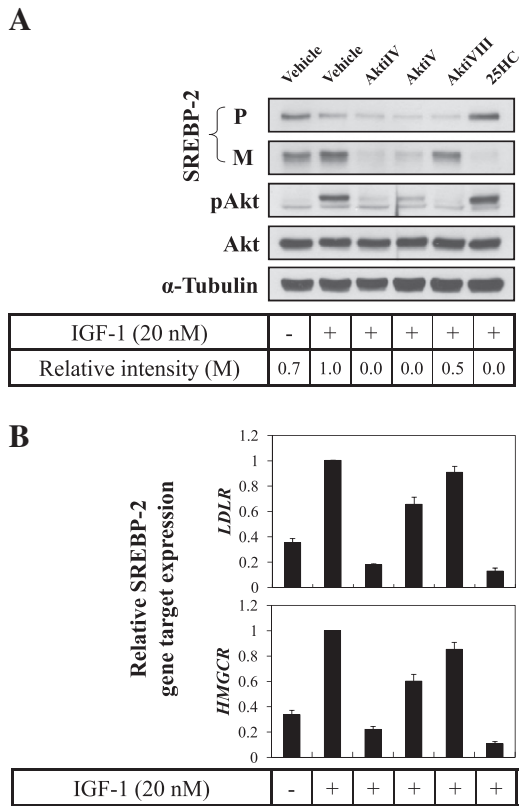 A
Vehicle Vehicle AktiIV AktiV AktiVIII 25HC
SREBP-2
P
M
pAkt
Akt
α-Tubulin
IGF-1 (20 nM) - + + + + +
Relative intensity (M) 0.7 1.0 0.0 0.0 0.5 0.0
B
Relative SREBP-2
gene target expression
LDLR
1.2
1
0.8
0.6
0.4
0.2
0
HMGCR
1.2
1
0.8
0.6
0.4
0.2
0
IGF-1 (20 nM) - + + + + +